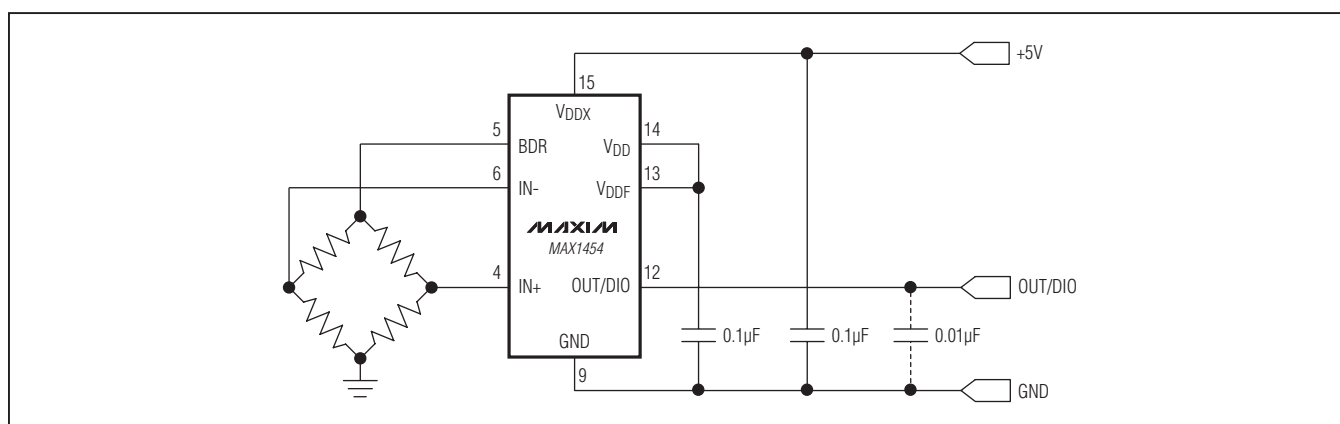 +5V
15
VDDX
5
BDR
14
VDD
6
IN-
13
VDDF
MAXIM
MAX1454
4
IN+
12
OUT/DIO
OUT/DIO
0.1µF
0.1µF
0.01µF
GND
9
GND